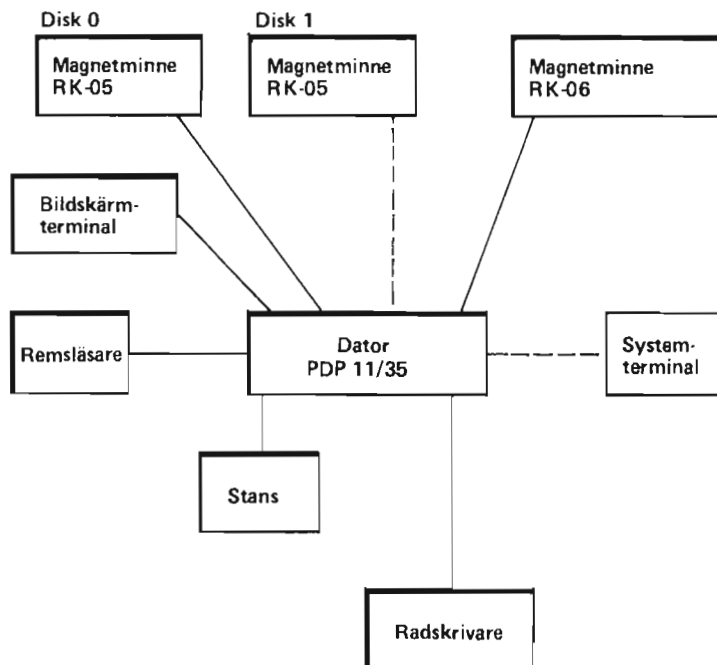 Disk 0
Disk 1
Magnetminne
RK-05
Magnetminne
RK-05
Magnetminne
RK-06
Bildskärm-
terminal
Remsläsare
Dator
PDP 11/35
System-
terminal
Stans
Radskrivare